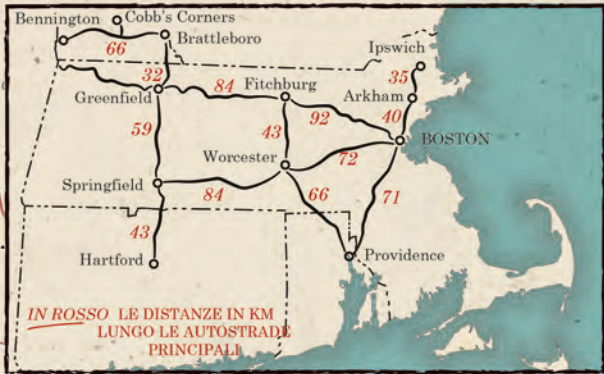 Bennington
Cobb's Corners
66
Brattleboro
Ipswich
32
84
Fitchburg
35
Greenfield
Arkham
92
40
59
43
BOSTON
Worcester
72
Springfield
84
66
71
43
Hartford
Providence
IN ROSSO LE DISTANZE IN KM
LUNGO LE AUTOSTRADE
PRINCIPALI